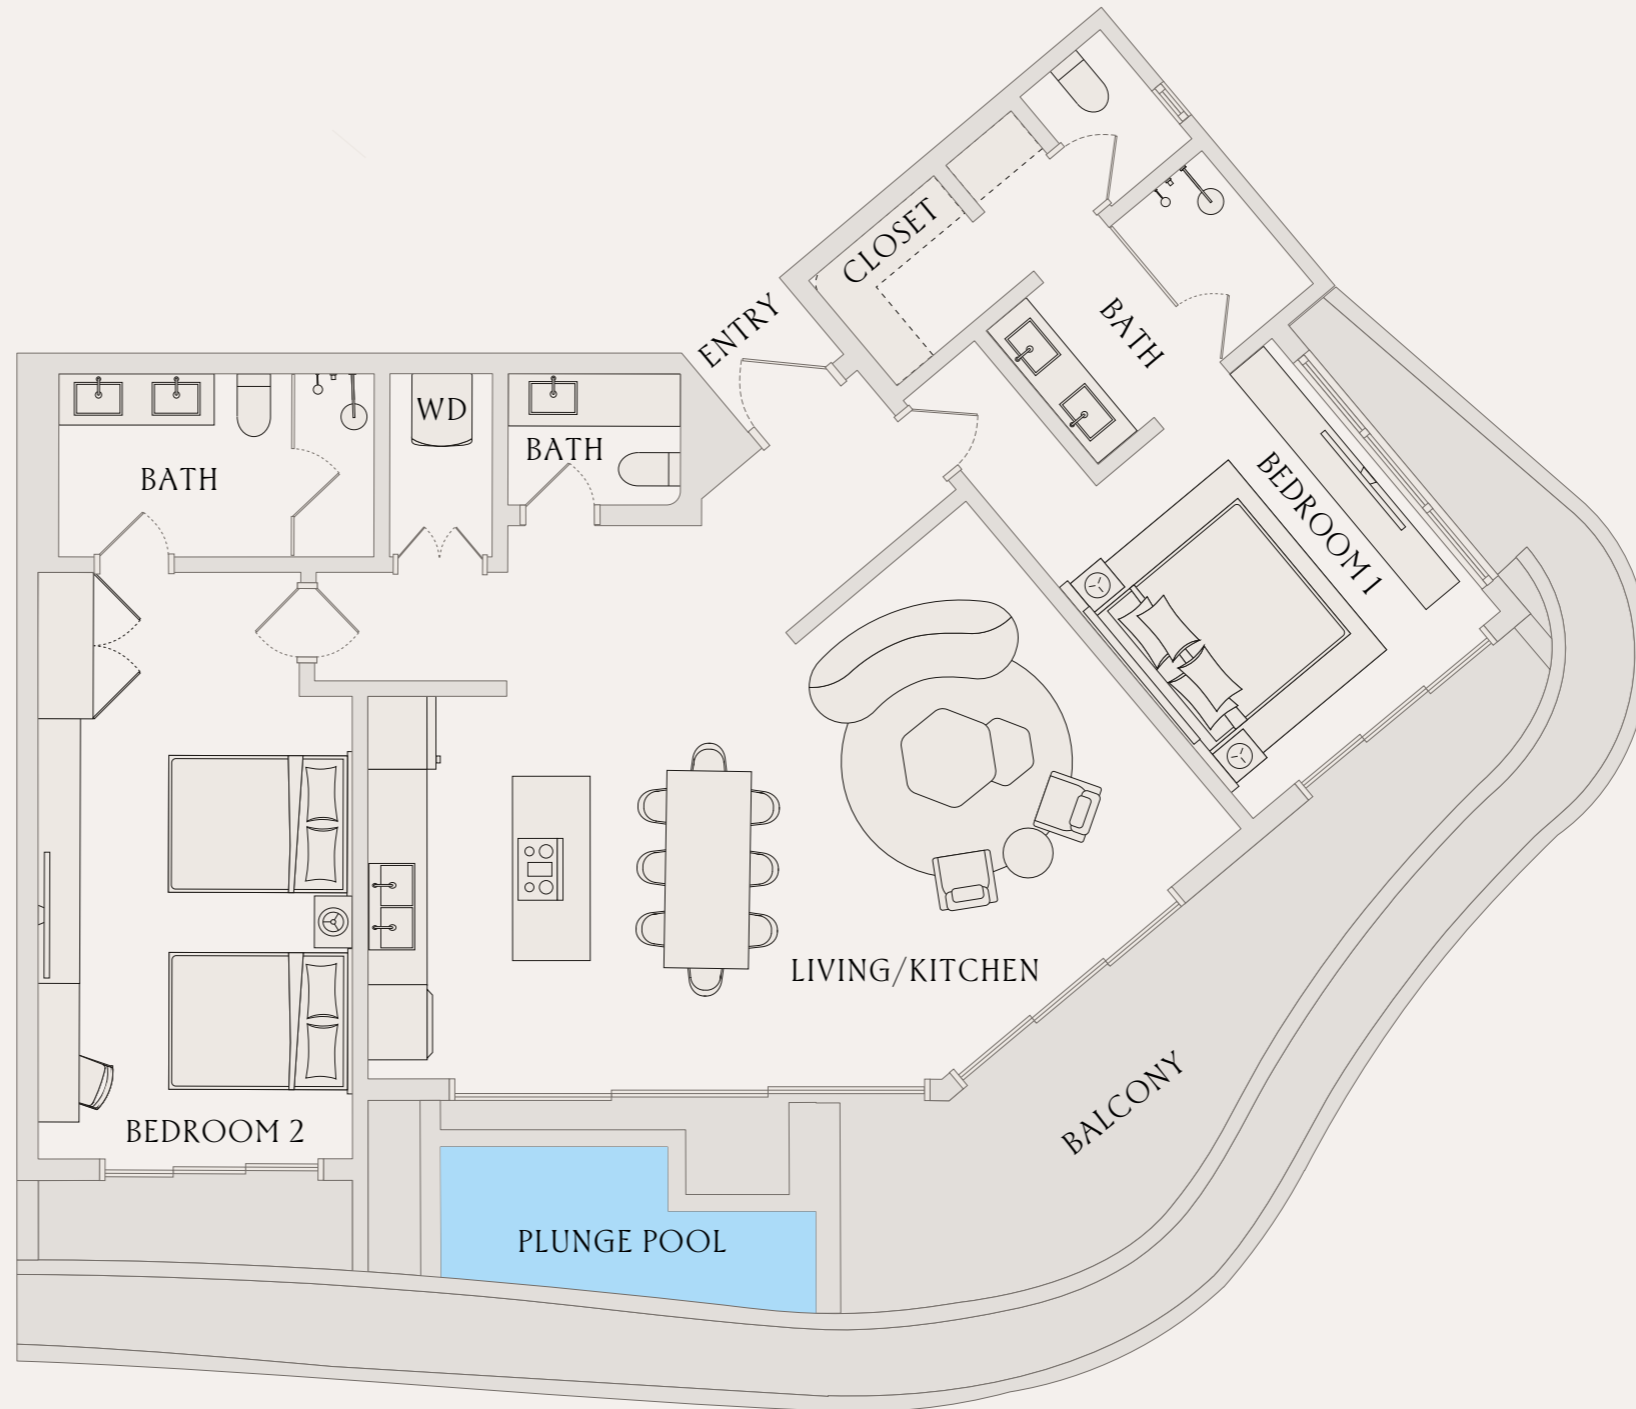 CLOSET
ENTRY
BATH
WD
BATH
BATH
BEDROOM 1
LIVING/KITCHEN
BEDROOM 2
BALCONY
PLUNGE POOL